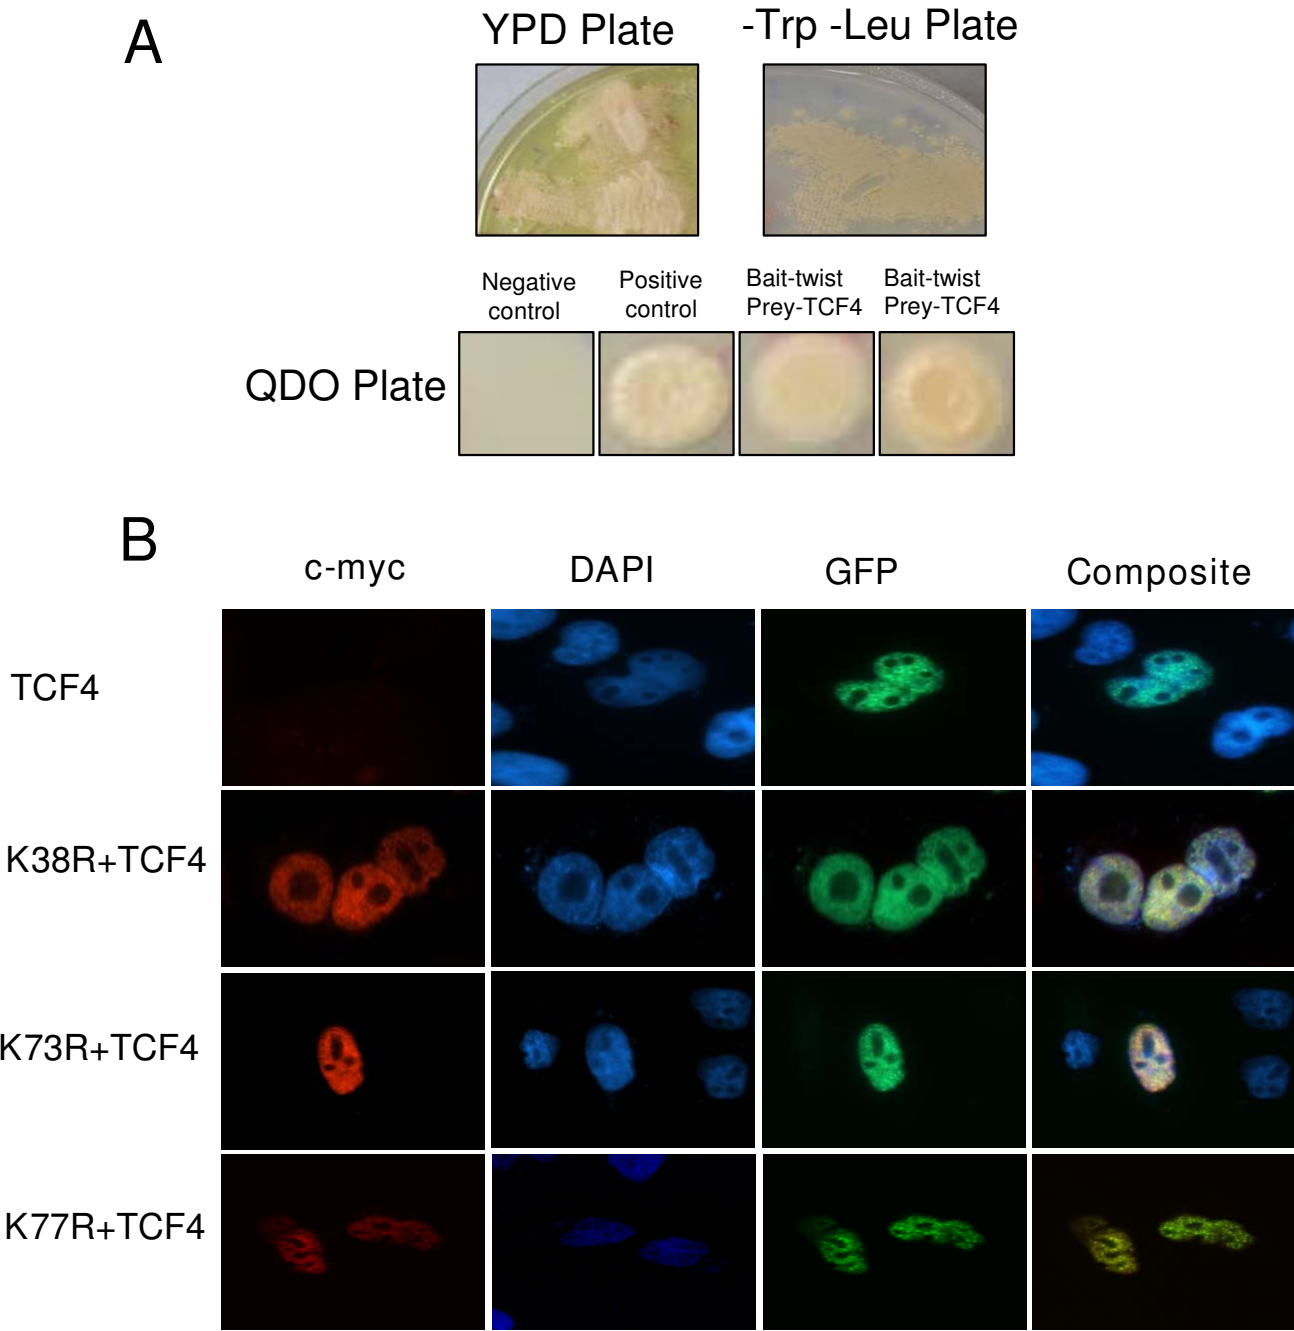 A
YPD Plate
-Trp -Leu Plate
Negative
control
Positive
control
Bait-twist
Prey-TCF4
Bait-twist
Prey-TCF4
QDO Plate
B
c-myc
DAPI
GFP
Composite
TCF4
K38R+TCF4
K73R+TCF4
K77R+TCF4